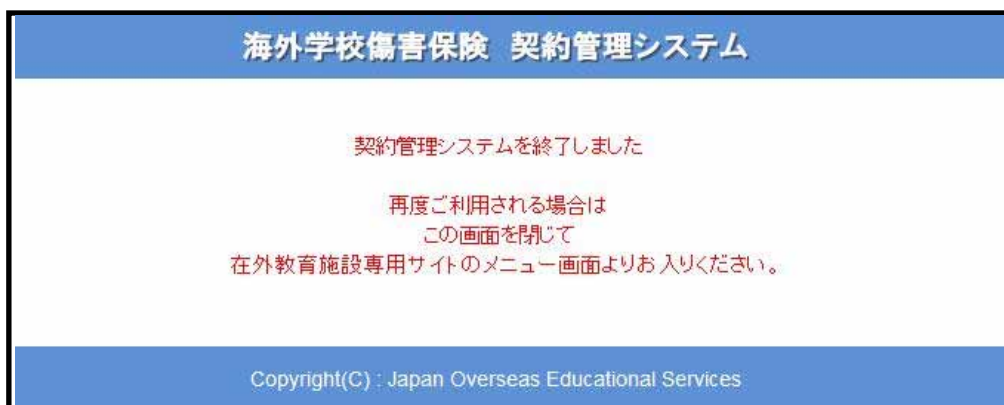 海外学校傷害保険 契約管理システム
契約管理システムを終了しました
再度ご利用される場合は
この画面を閉じて
在外教育施設専用サイトのメニュー画面よりお入りください。
Copyright(C) : Japan Overseas Educational Services